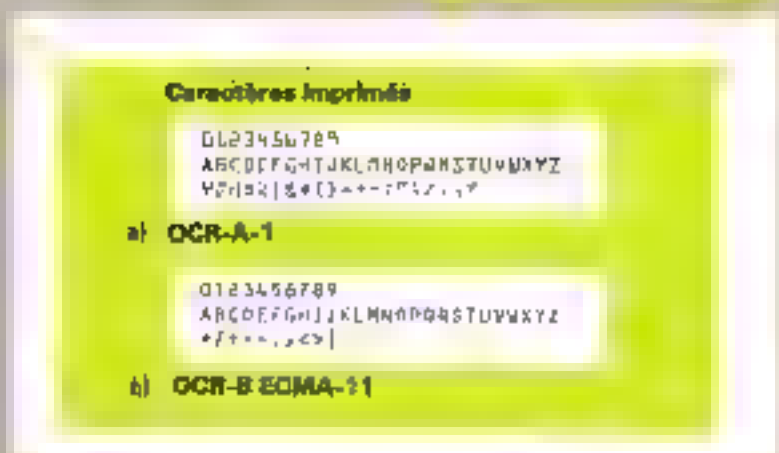 Caractères imprimés
0123456789
ABCDEFGHIJKLMNOPQRSTUVWXYZ
a) OCR-A-1
0123456789
ABCDEFGHIJKLMNOPQRSTUVWXYZ
b) OCR-B ECMA-11